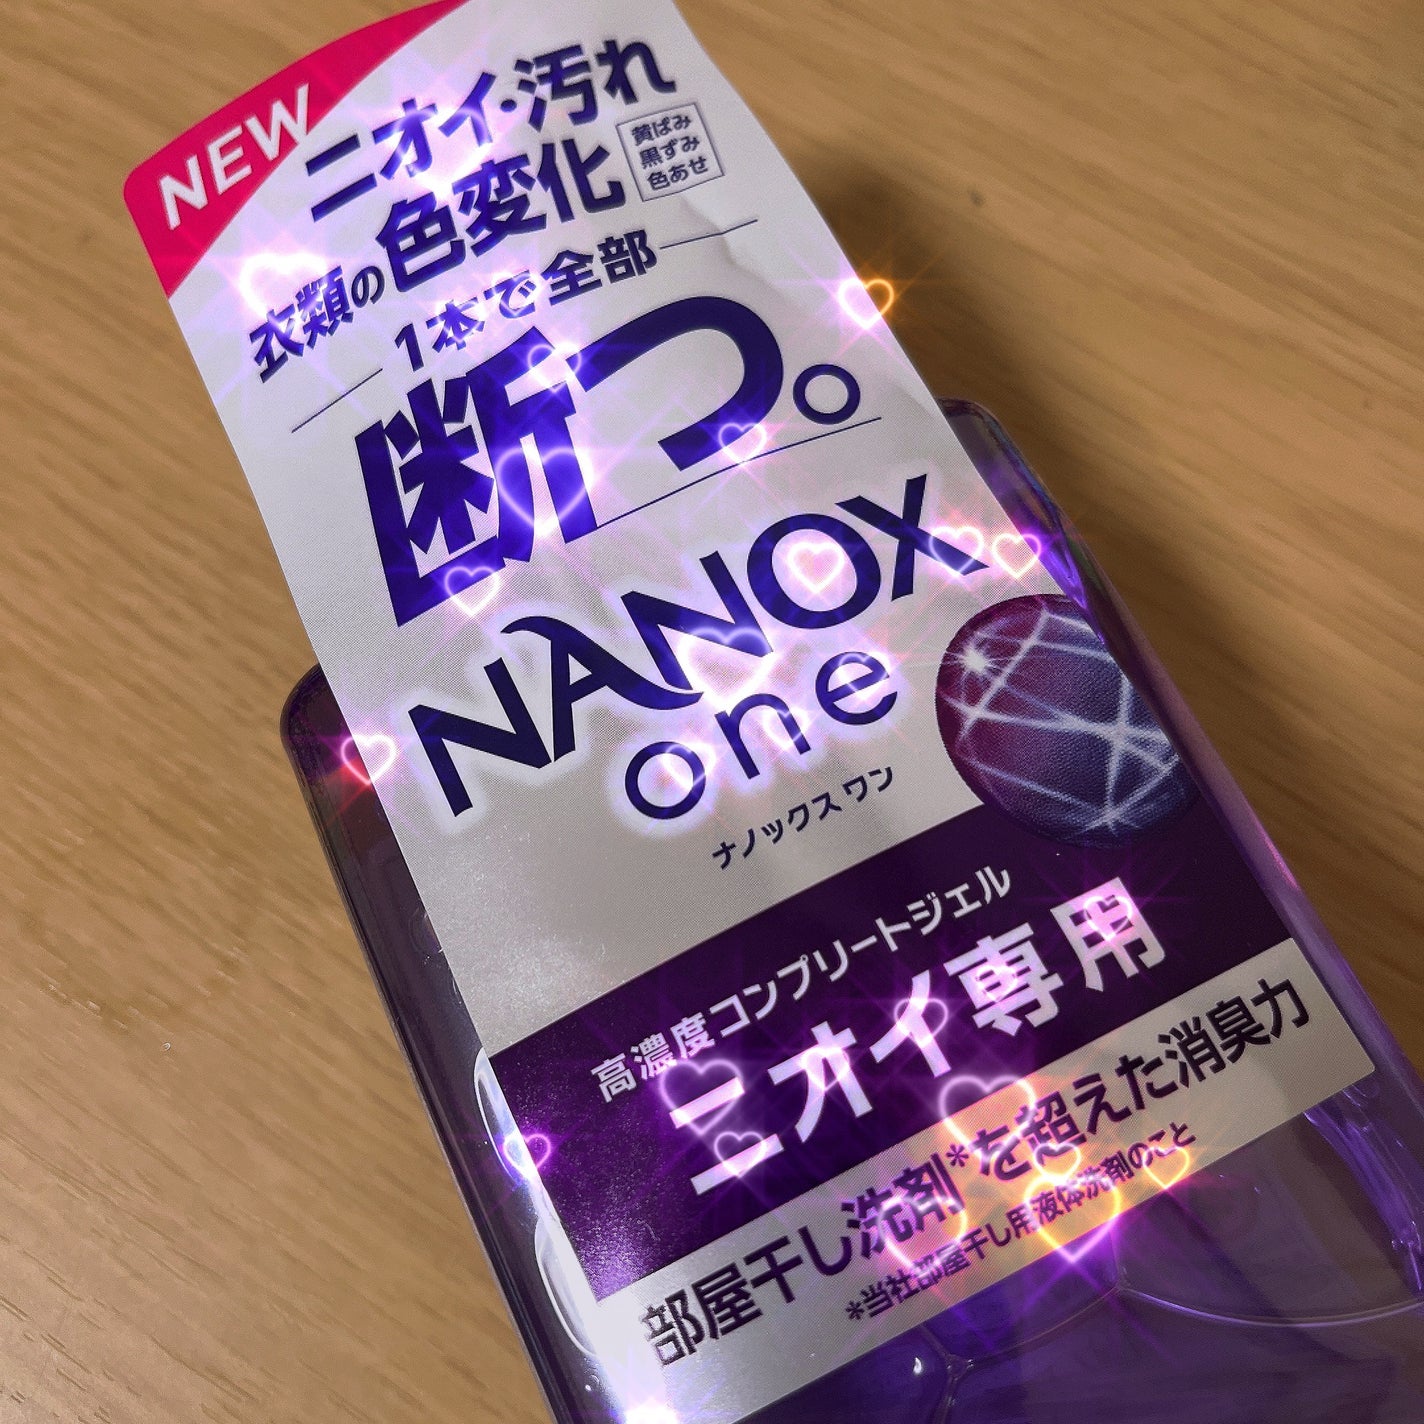 NEW
ニオイ・汚れ
衣類の色変化
黄ばみ
黒ずみ
色あせ
1本で全部
断つ。
NANOX
one
ナノックス ワン
高濃度コンプリートジェル
ニオイ専用
部屋干し洗剤*を超えた消臭力
*当社部屋干し用液体洗剤のこと